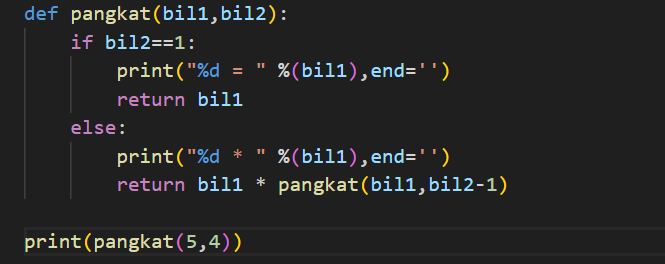 def pangkat(bil1,bil2):
    if bil2==1:
        print("%d = " %(bil1),end='')
        return bil1
    else:
        print("%d * " %(bil1),end='')
        return bil1 * pangkat(bil1,bil2-1)

print(pangkat(5,4))